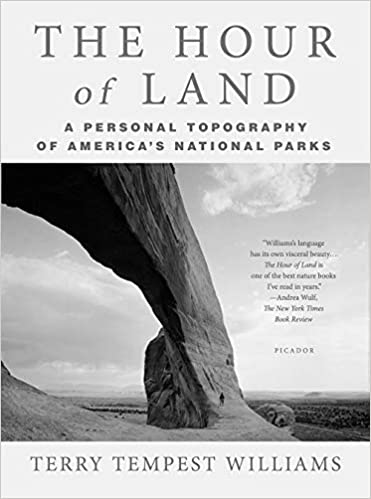 THE HOUR
of LAND
A PERSONAL TOPOGRAPHY
OF AMERICA'S NATIONAL PARKS
"Williams's language
has its own visceral beauty....
The Hour of Land is
one of the best nature books
I've read in years."
—Andrea Wulf,
The New York Times
Book Review
PICADOR
TERRY TEMPEST WILLIAMS